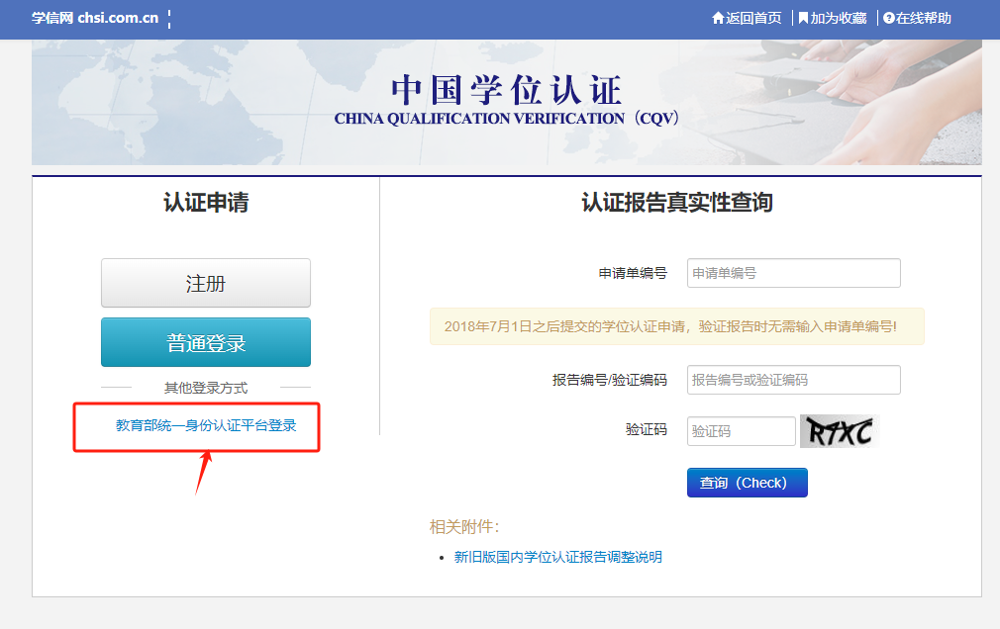 学信网 chsi.com.cn
返回首页 加为收藏 在线帮助
中国学位认证
CHINA QUALIFICATION VERIFICATION（CQV）
认证申请
注册
普通登录
其他登录方式
教育部统一身份认证平台登录
认证报告真实性查询
申请单编号 申请单编号
2018年7月1日之后提交的学位认证申请，验证报告时无需输入申请单编号!
报告编号/验证编码 报告编号或验证编码
验证码 验证码 R7XC
查询（Check）
相关附件：
新旧版国内学位认证报告调整说明